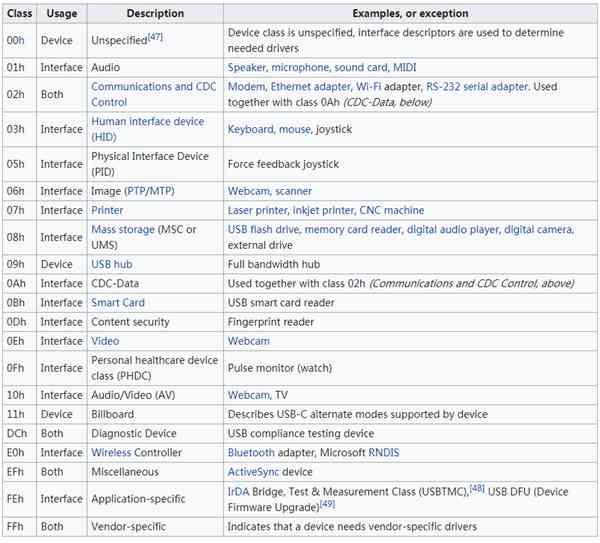 Class Usage Description Examples, or exception
00h Device Unspecified[47] Device class is unspecified, interface descriptors are used to determine
needed drivers
01h Interface Audio Speaker, microphone, sound card, MIDI
02h Both Communications and CDC Modem, Ethernet adapter, Wi-Fi adapter, RS-232 serial adapter. Used
Control together with class 0Ah (CDC-Data, below)
03h Interface Human interface device
(HID) Keyboard, mouse, joystick
05h Interface Physical Interface Device
(PID) Force feedback joystick
06h Interface Image (PTP/MTP) Webcam, scanner
07h Interface Printer Laser printer, inkjet printer, CNC machine
08h Interface Mass storage (MSC or USB flash drive, memory card reader, digital audio player, digital camera,
UMS) external drive
09h Device USB hub Full bandwidth hub
0Ah Interface CDC-Data Used together with class 02h (Communications and CDC Control, above)
0Bh Interface Smart Card USB smart card reader
0Dh Interface Content security Fingerprint reader
0Eh Interface Video Webcam
0Fh Interface Personal healthcare device
class (PHDC) Pulse monitor (watch)
10h Interface Audio/Video (AV) Webcam, TV
11h Device Billboard Describes USB-C alternate modes supported by device
DCh Both Diagnostic Device USB compliance testing device
E0h Interface Wireless Controller Bluetooth adapter, Microsoft RNDIS
EFh Both Miscellaneous ActiveSync device
FEh Interface Application-specific IrDA Bridge, Test & Measurement Class (USBTMC),[48] USB DFU (Device
Firmware Upgrade)[49]
FFh Both Vendor-specific Indicates that a device needs vendor-specific drivers